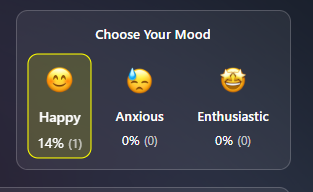 Choose Your Mood
Happy Anxious Enthusiastic
14% (1) 0% (0) 0% (0)